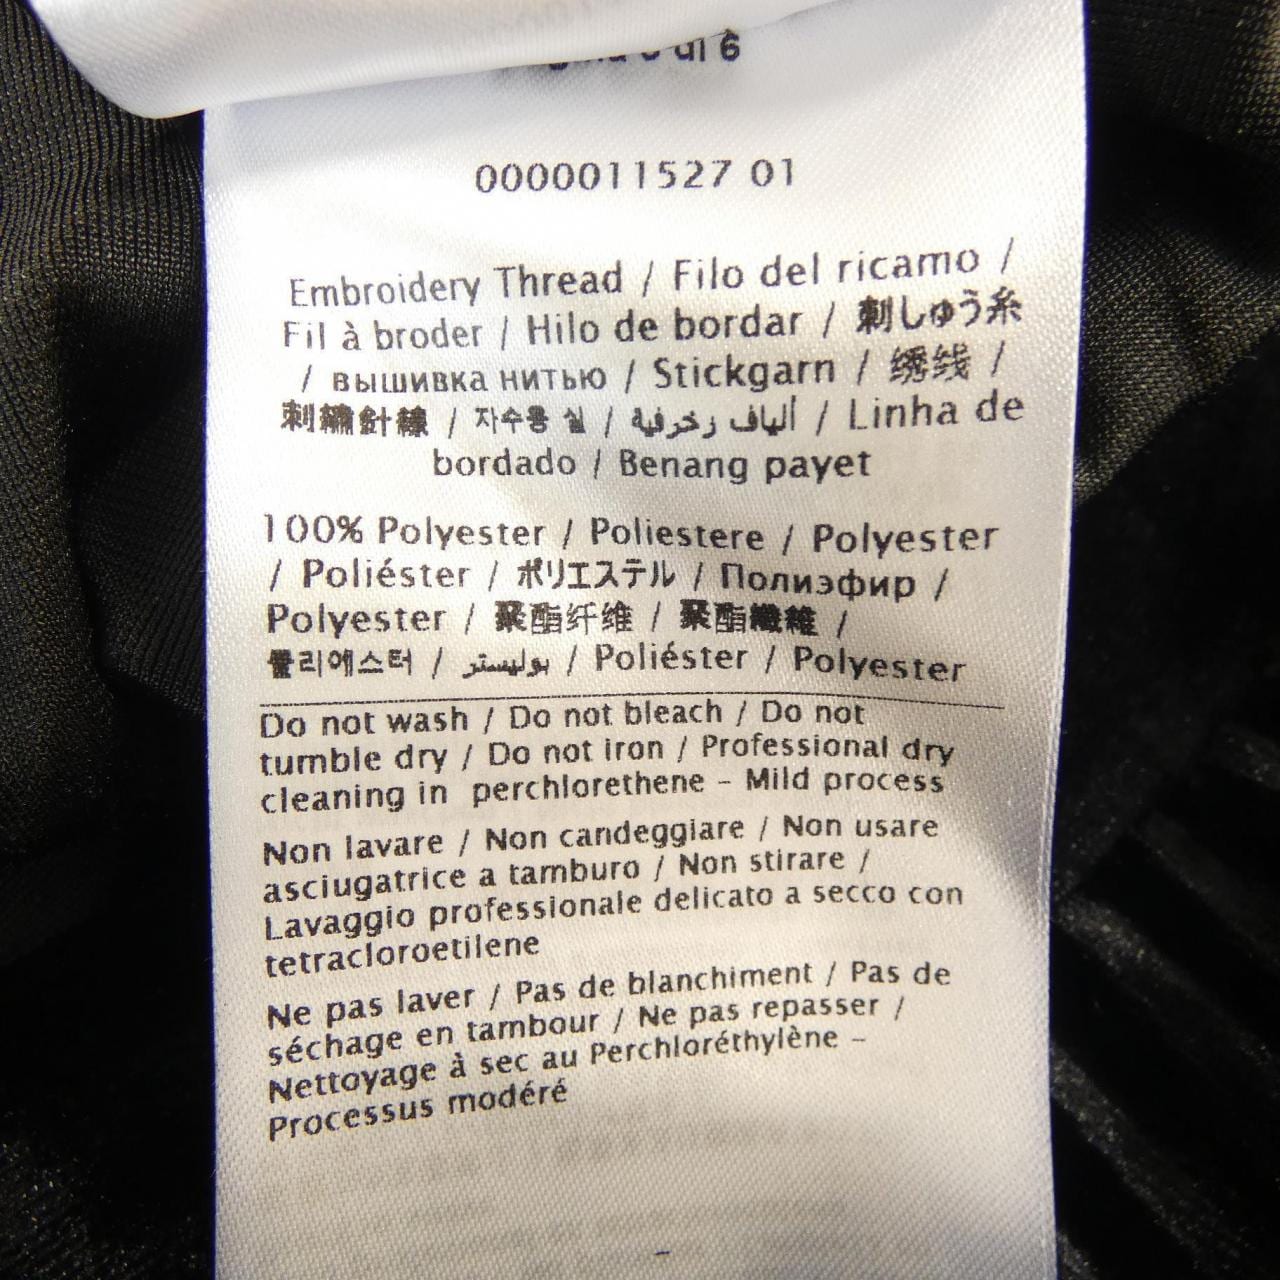 di 6
0000011527 01
Embroidery Thread / Filo del ricamo /
Fil à broder / Hilo de bordar / 刺しゅう糸
/ вышивка нитью / Stickgarn / 绣线 /
刺繡針線 / 자수용 실 / ألياف زخرفية / Linha de
bordado / Benang payet
100% Polyester / Poliestere / Polyester
/ Poliéster / ポリエステル / Полиэфир /
Polyester / 聚酯纤维 / 聚酯纖維 /
폴리에스터 / بوليستر / Poliéster / Polyester
Do not wash / Do not bleach / Do not
tumble dry / Do not iron / Professional dry
cleaning in perchlorethene - Mild process
Non lavare / Non candeggiare / Non usare
asciugatrice a tamburo / Non stirare /
Lavaggio professionale delicato a secco con
tetracloroetilene
Ne pas laver / Pas de blanchiment / Pas de
séchage en tambour / Ne pas repasser /
Nettoyage à sec au Perchloréthylène -
Processus modéré